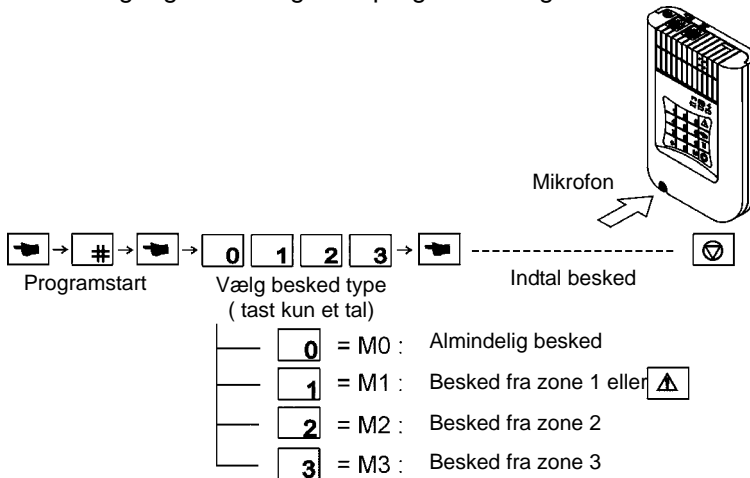 Mikrofon
# 0 1 2 3
Programstart
Vælg besked type
( tast kun et tal)
Indtal besked
0 = M0 : Almindelig besked
1 = M1 : Besked fra zone 1 eller
2 = M2 : Besked fra zone 2
3 = M3 : Besked fra zone 3